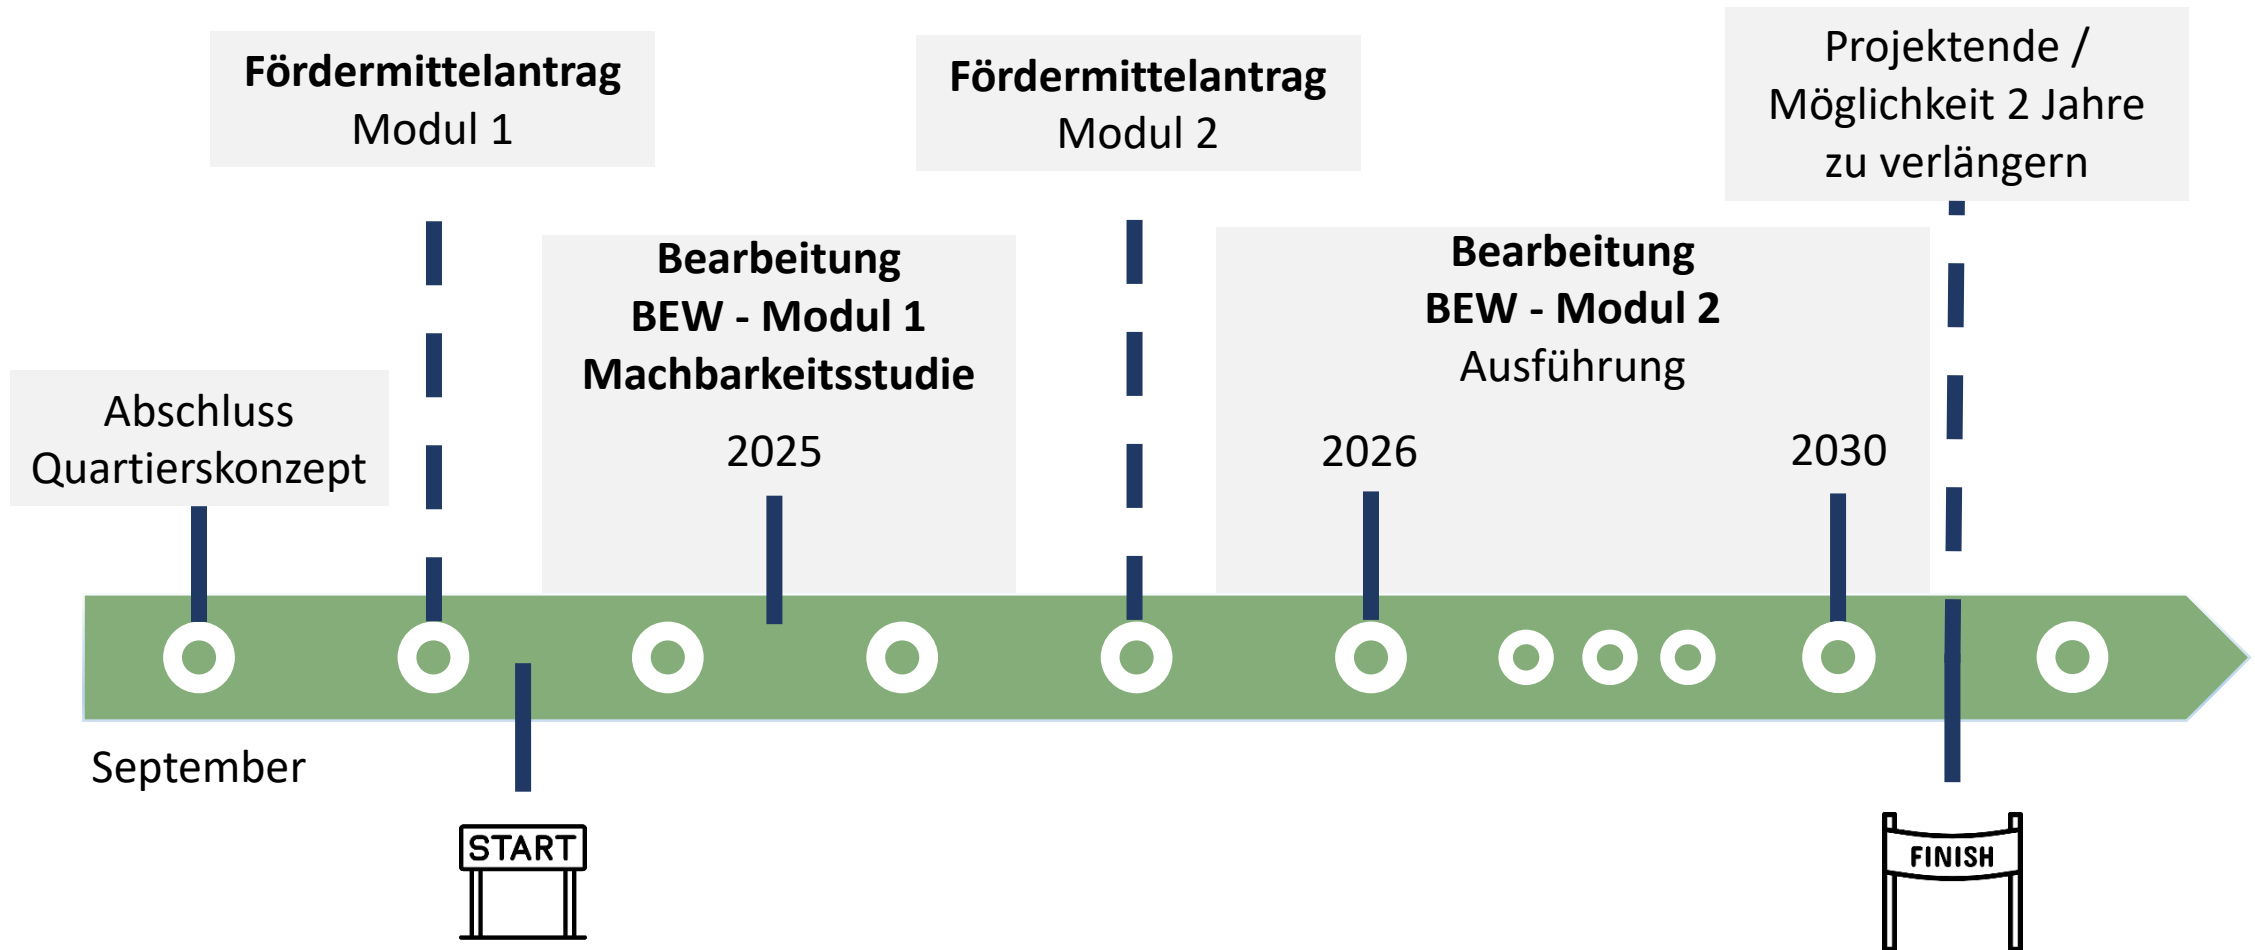 Fördermittelantrag
Modul 1
Fördermittelantrag
Modul 2
Projektende /
Möglichkeit 2 Jahre
zu verlängern
Abschluss
Quartierskonzept
Bearbeitung
BEW - Modul 1
Machbarkeitsstudie
2025
Bearbeitung
BEW - Modul 2
Ausführung
2026
2030
September
START
FINISH